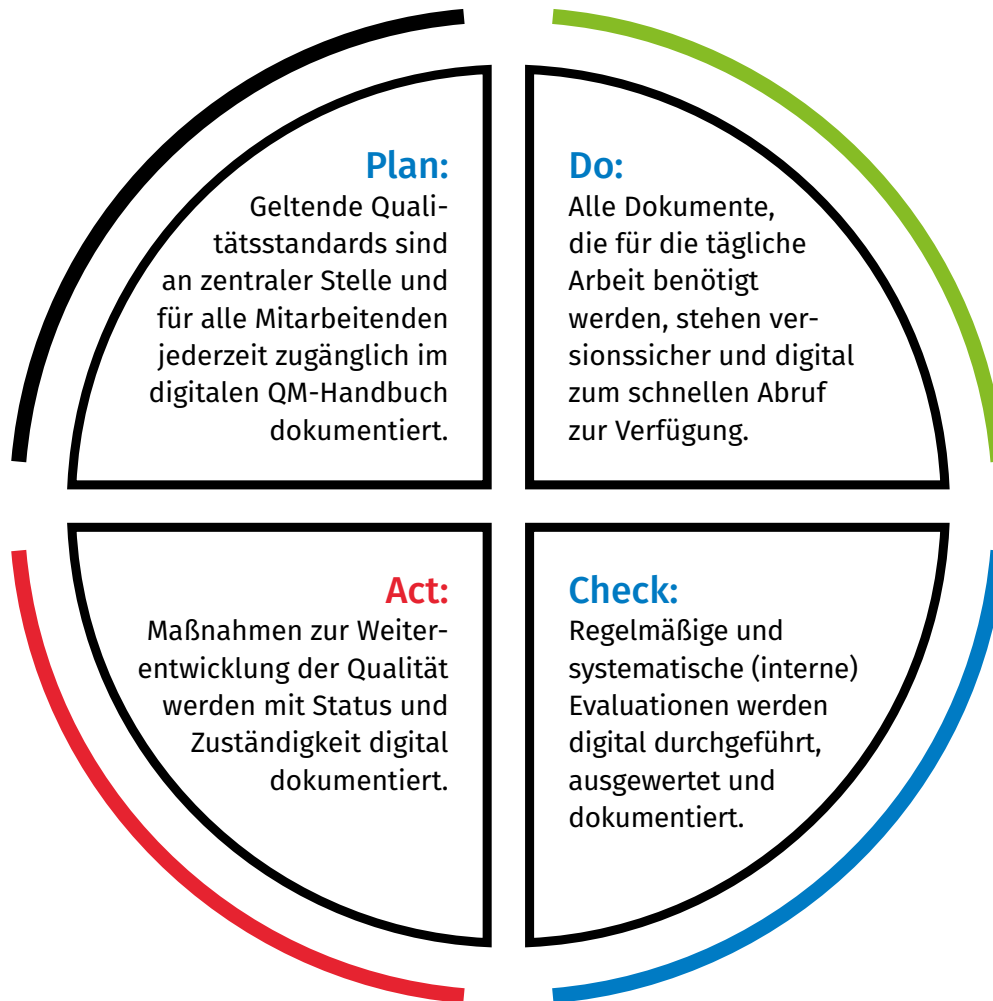 Plan:
Geltende Quali-
tätsstandards sind
an zentraler Stelle und
für alle Mitarbeitenden
jederzeit zugänglich im
digitalen QM-Handbuch
dokumentiert.
Do:
Alle Dokumente,
die für die tägliche
Arbeit benötigt
werden, stehen ver-
sionssicher und digital
zum schnellen Abruf
zur Verfügung.
Act:
Maßnahmen zur Weiter-
entwicklung der Qualität
werden mit Status und
Zuständigkeit digital
dokumentiert.
Check:
Regelmäßige und
systematische (interne)
Evaluationen werden
digital durchgeführt,
ausgewertet und
dokumentiert.